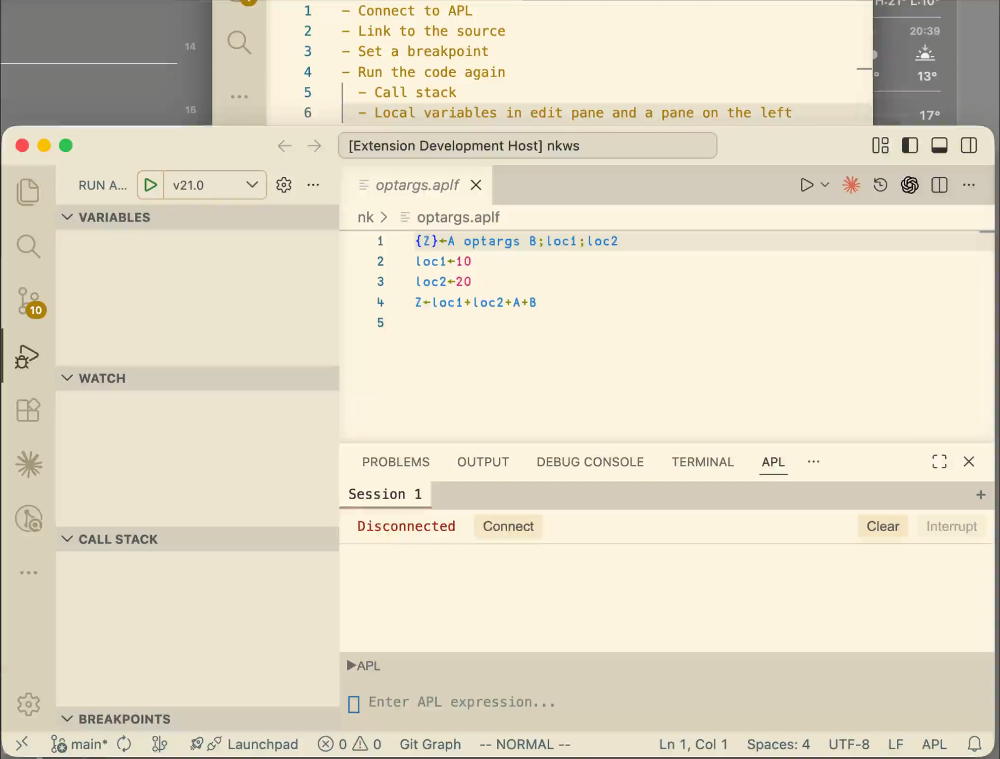 1 – Connect to APL
2 – Link to the source
3 – Set a breakpoint
4 – Run the code again
5 – Call stack
6 – Local variables in edit pane and a pane on the left
14
15
H:21° L:10°
20:39
13°
17°
[Extension Development Host] nkws
RUN A... v21.0
optargs.aplf
nk > optargs.aplf
VARIABLES
1 {Z}←A optargs B;loc1;loc2
2 loc1←10
3 loc2←20
4 Z←loc1+loc2+A+B
5
10
WATCH
CALL STACK
BREAKPOINTS
PROBLEMS OUTPUT DEBUG CONSOLE TERMINAL APL ...
Session 1 +
Disconnected Connect Clear Interrupt
▶APL
Enter APL expression...
main* Launchpad 0 0 Git Graph -- NORMAL -- Ln 1, Col 1 Spaces: 4 UTF-8 LF APL